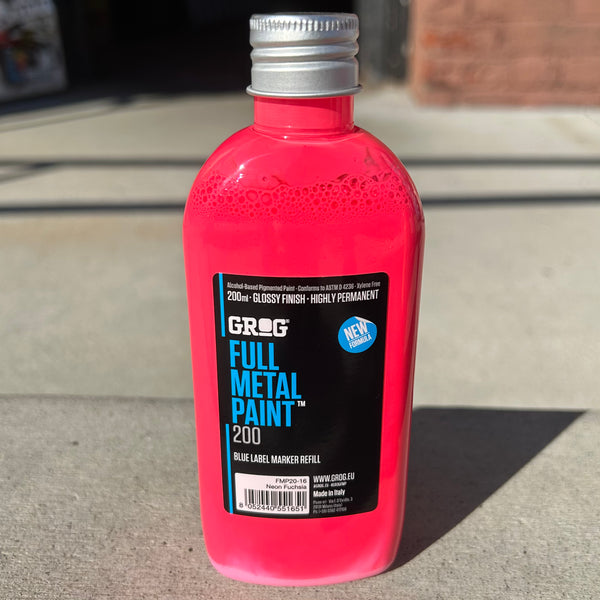 Alcohol-Based Pigmented Paint · Conforms to ASTM D 4236 · Xylene Free
200ml · GLOSSY FINISH · HIGHLY PERMANENT
GROG®
NEW
FORMULA
FULL
METAL
PAINT™
200
BLUE LABEL MARKER REFILL
FMP20-16
Neon Fuchsia
8 052440 551651
WWW.GROG.EU
Made in Italy